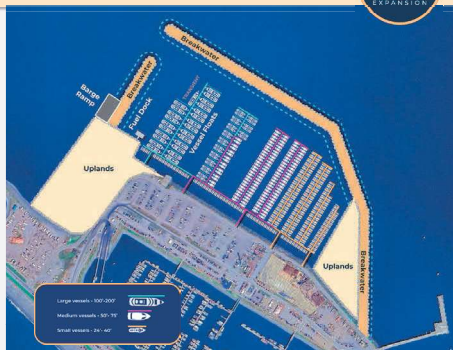 EXPANSION
Breakwater
Breakwater
Barge
Ramp
Fuel Dock
Vessel Floats
Uplands
Uplands
Breakwater
Large vessels - 100'-200'
Medium vessels - 50'- 75'
Small vessels - 24'- 40'